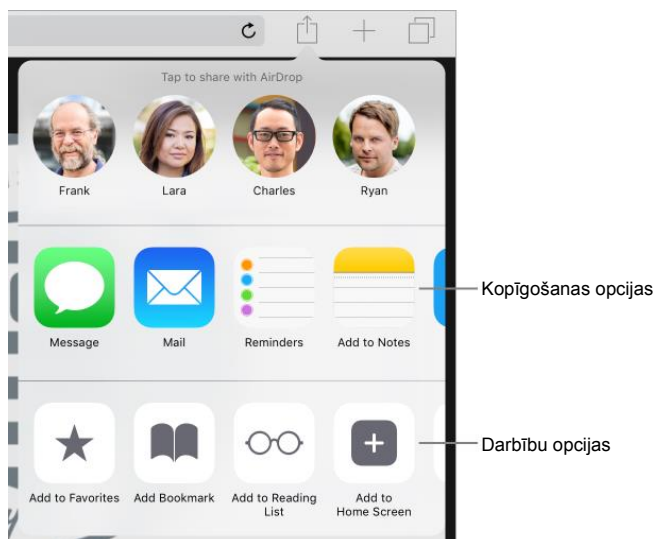 Tap to share with AirDrop
Frank
Lara
Charles
Ryan
Kopīgošanas opcijas
Message
Mail
Reminders
Add to Notes
Darbību opcijas
Add to Favorites
Add Bookmark
Add to Reading
List
Add to
Home Screen